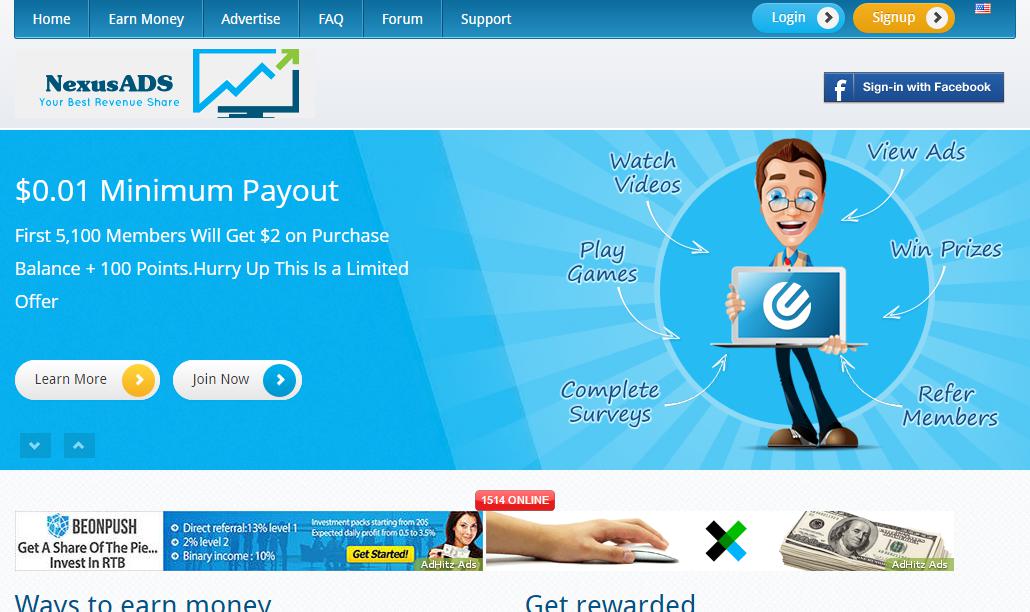 Home
Earn Money
Advertise
FAQ
Forum
Support
Login
Signup
NexusADS
Your Best Revenue Share
f Sign-in with Facebook
$0.01 Minimum Payout
First 5,100 Members Will Get $2 on Purchase
Balance + 100 Points.Hurry Up This Is a Limited
Offer
Learn More
Join Now
Watch
Videos
View Ads
Play
Games
Win Prizes
Complete
Surveys
Refer
Members
1514 ONLINE
BEONPUSH
Get A Share Of The Pie...
Invest In RTB
Direct referral:13% level 1
2% level 2
Binary income : 10%
Investment packs starting from 20$
Expected daily profit from 0.5 to 3.5%
Get Started!
AdHitz Ads
AdHitz Ads
Ways to earn money
Get rewarded